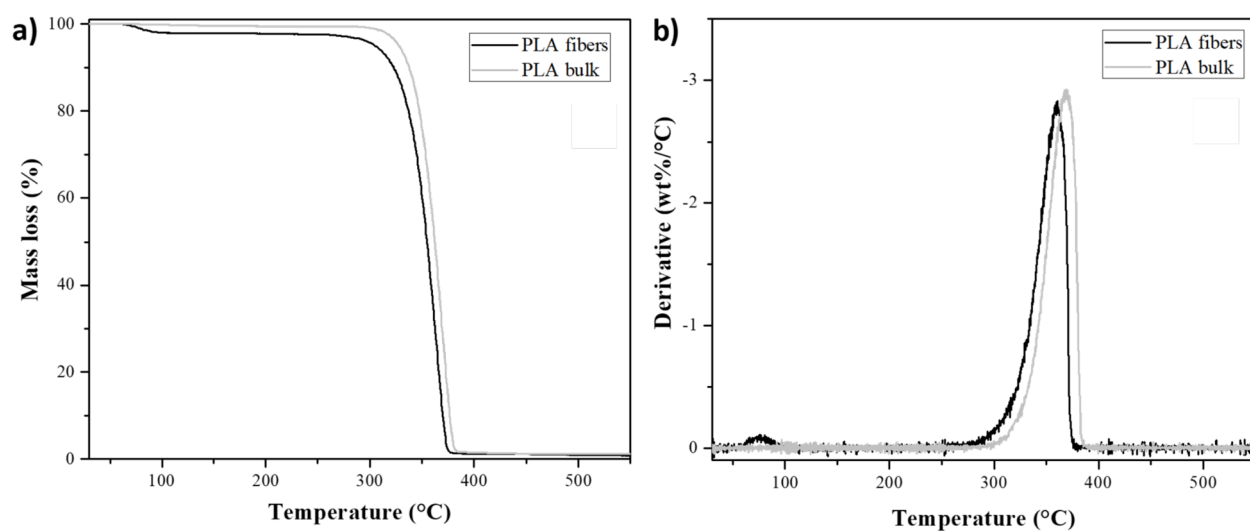 a)
PLA fibers
PLA bulk
Mass loss (%)
100
80
60
40
20
0
100
200
300
400
500
Temperature (°C)
b)
PLA fibers
PLA bulk
Derivative (wt%/°C)
-3
-2
-1
0
100
200
300
400
500
Temperature (°C)